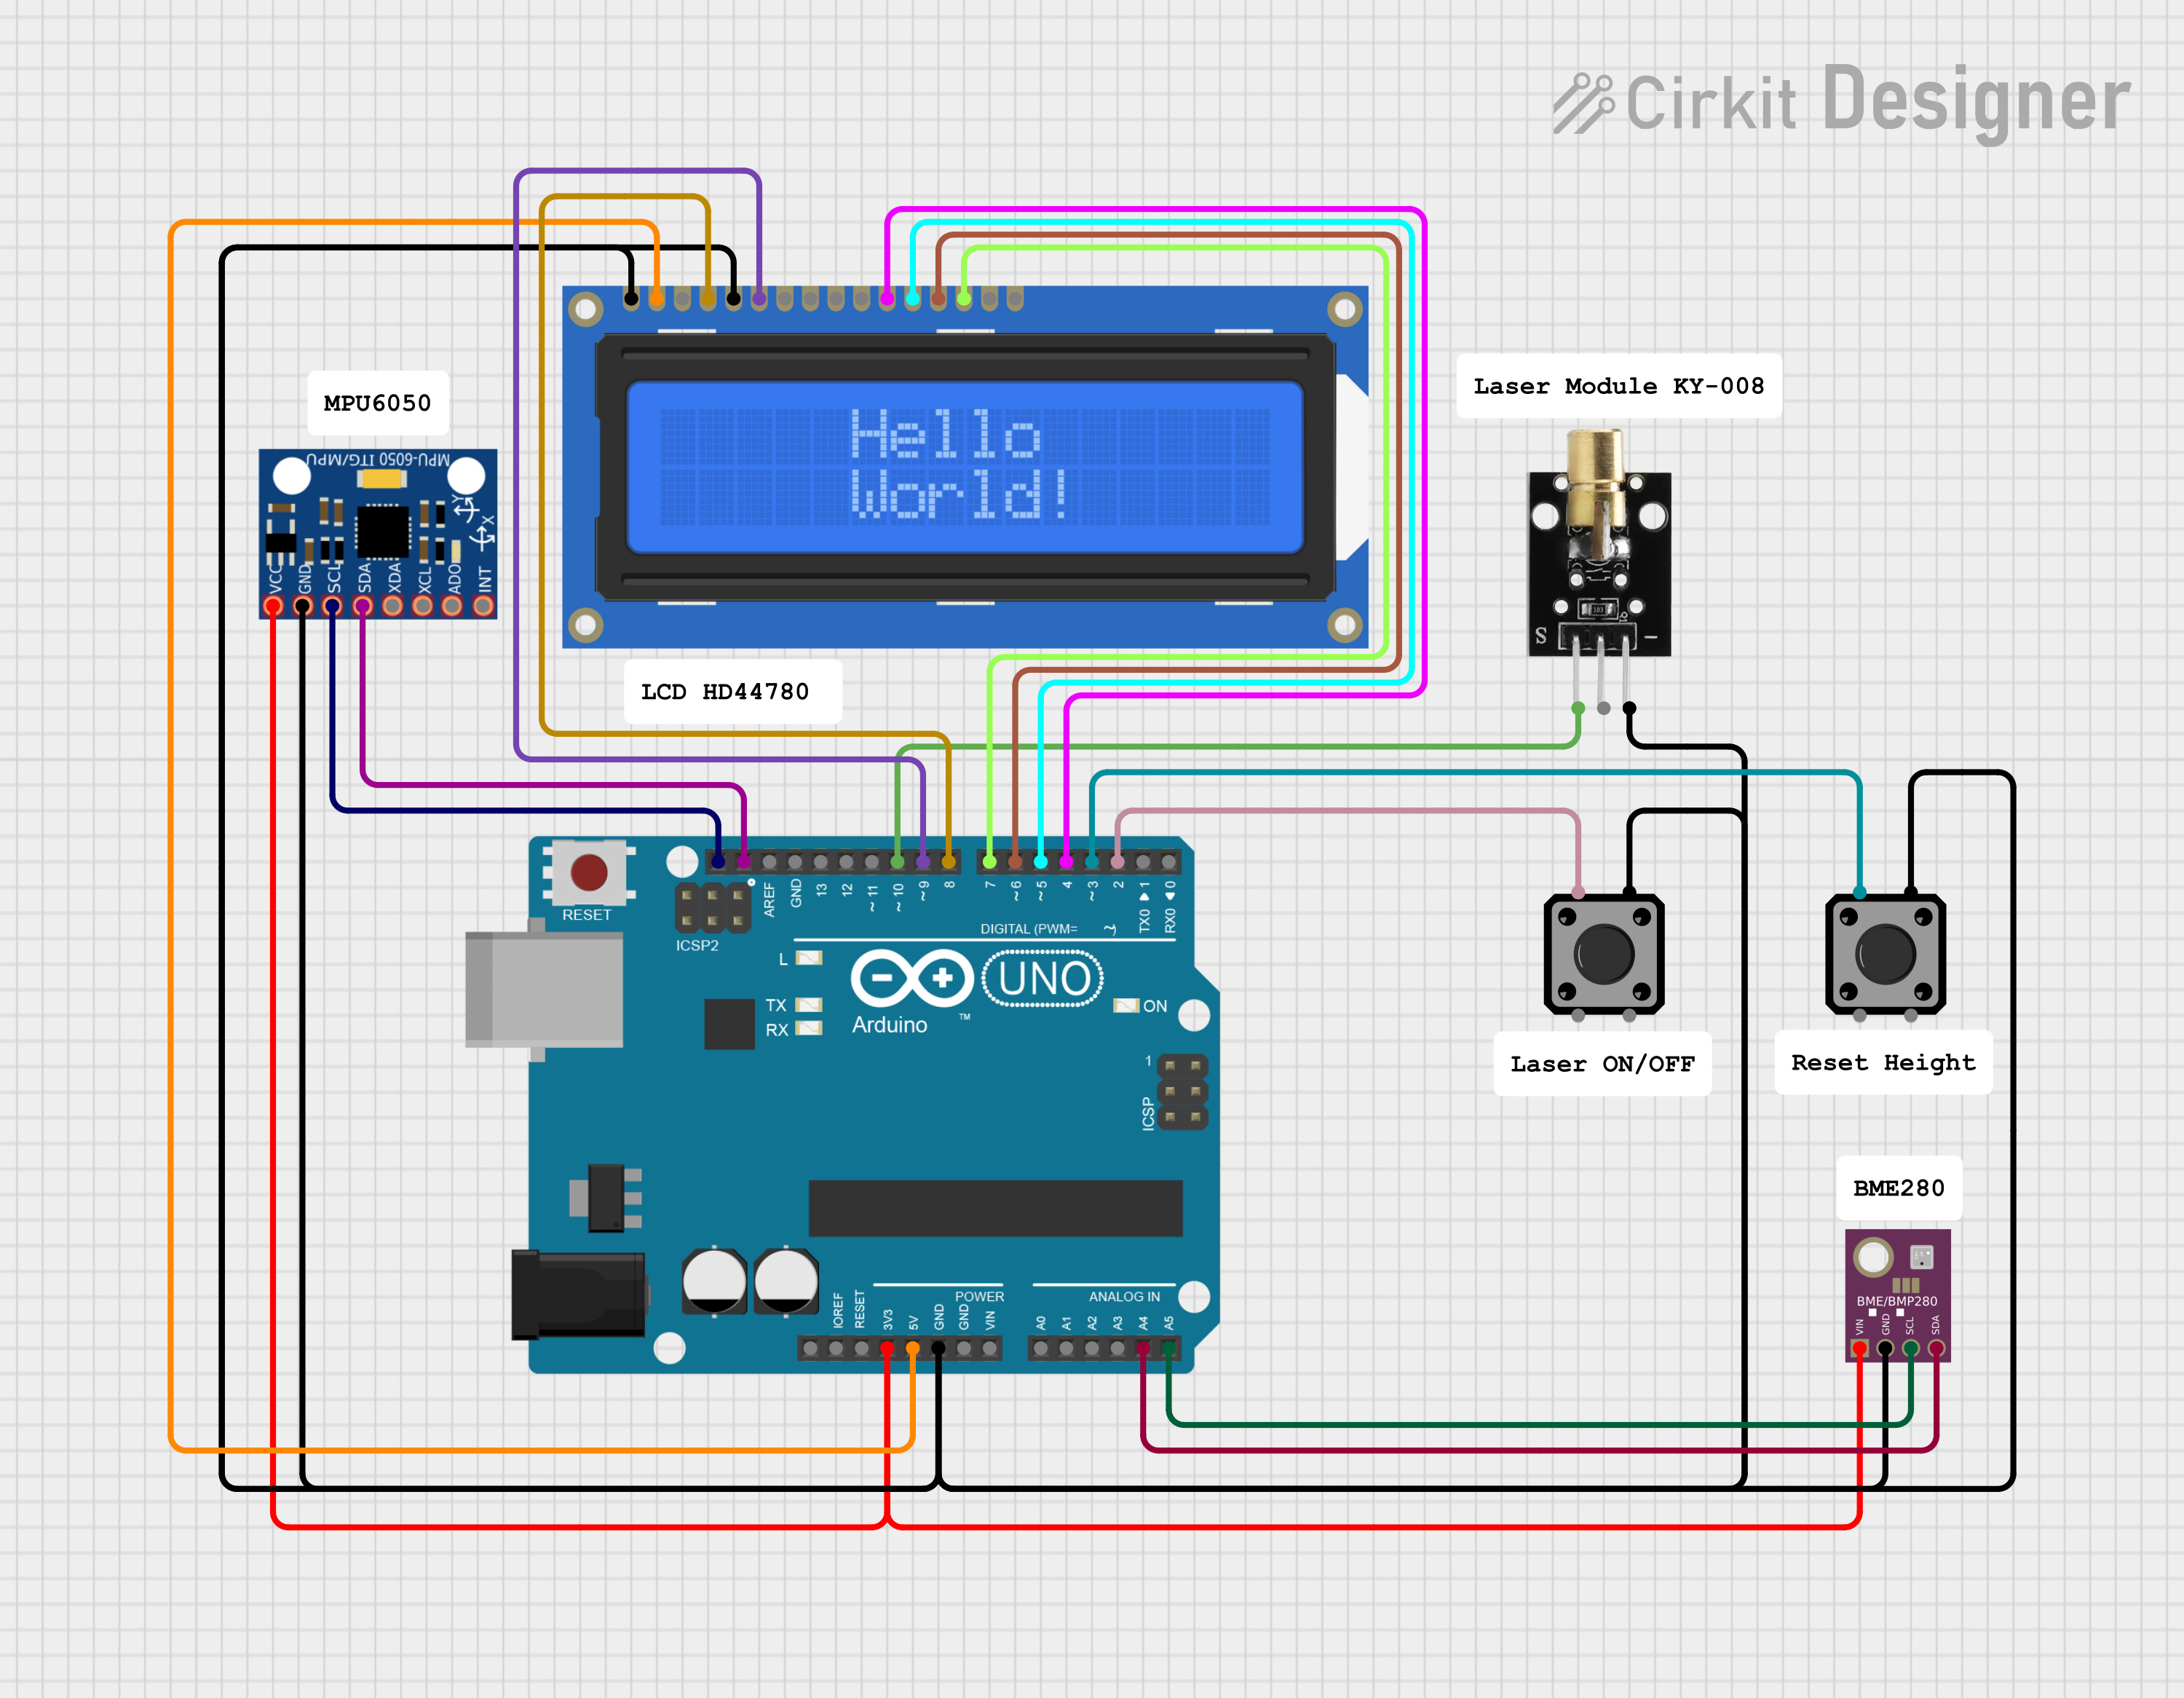 Cirkit Designer
MPU6050
MPU-6050 ITG/MPU
Y
X
VCC
GND
SCL
SDA
XDA
XCL
AD0
INT
Hello
World!
LCD HD44780
Laser Module KY-008
103
S
−
RESET
ICSP2
AREF
GND
13
12
~11
~10
~9
8
7
~6
~5
4
~3
2
TX0 1
RX0 0
DIGITAL (PWM= ~)
L
TX
RX
Arduino
TM
UNO
ON
1
ICSP
POWER
ANALOG IN
IOREF
RESET
3V3
5V
GND
GND
VIN
A0
A1
A2
A3
A4
A5
Laser ON/OFF
Reset Height
BME280
BME/BMP280
VIN
GND
SCL
SDA